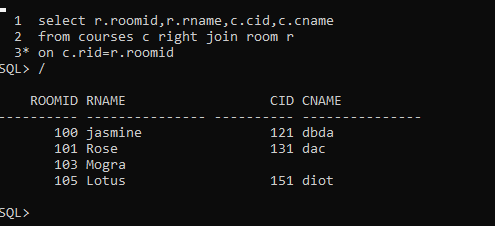 1  select r.roomid,r.rname,c.cid,c.cname
2  from courses c right join room r
3* on c.rid=r.roomid
SQL> /
ROOMID RNAME                  CID CNAME
---------- --------------- ---------- ---------------
100 jasmine                121 dbda
101 Rose                   131 dac
103 Mogra
105 Lotus                  151 diot
SQL>